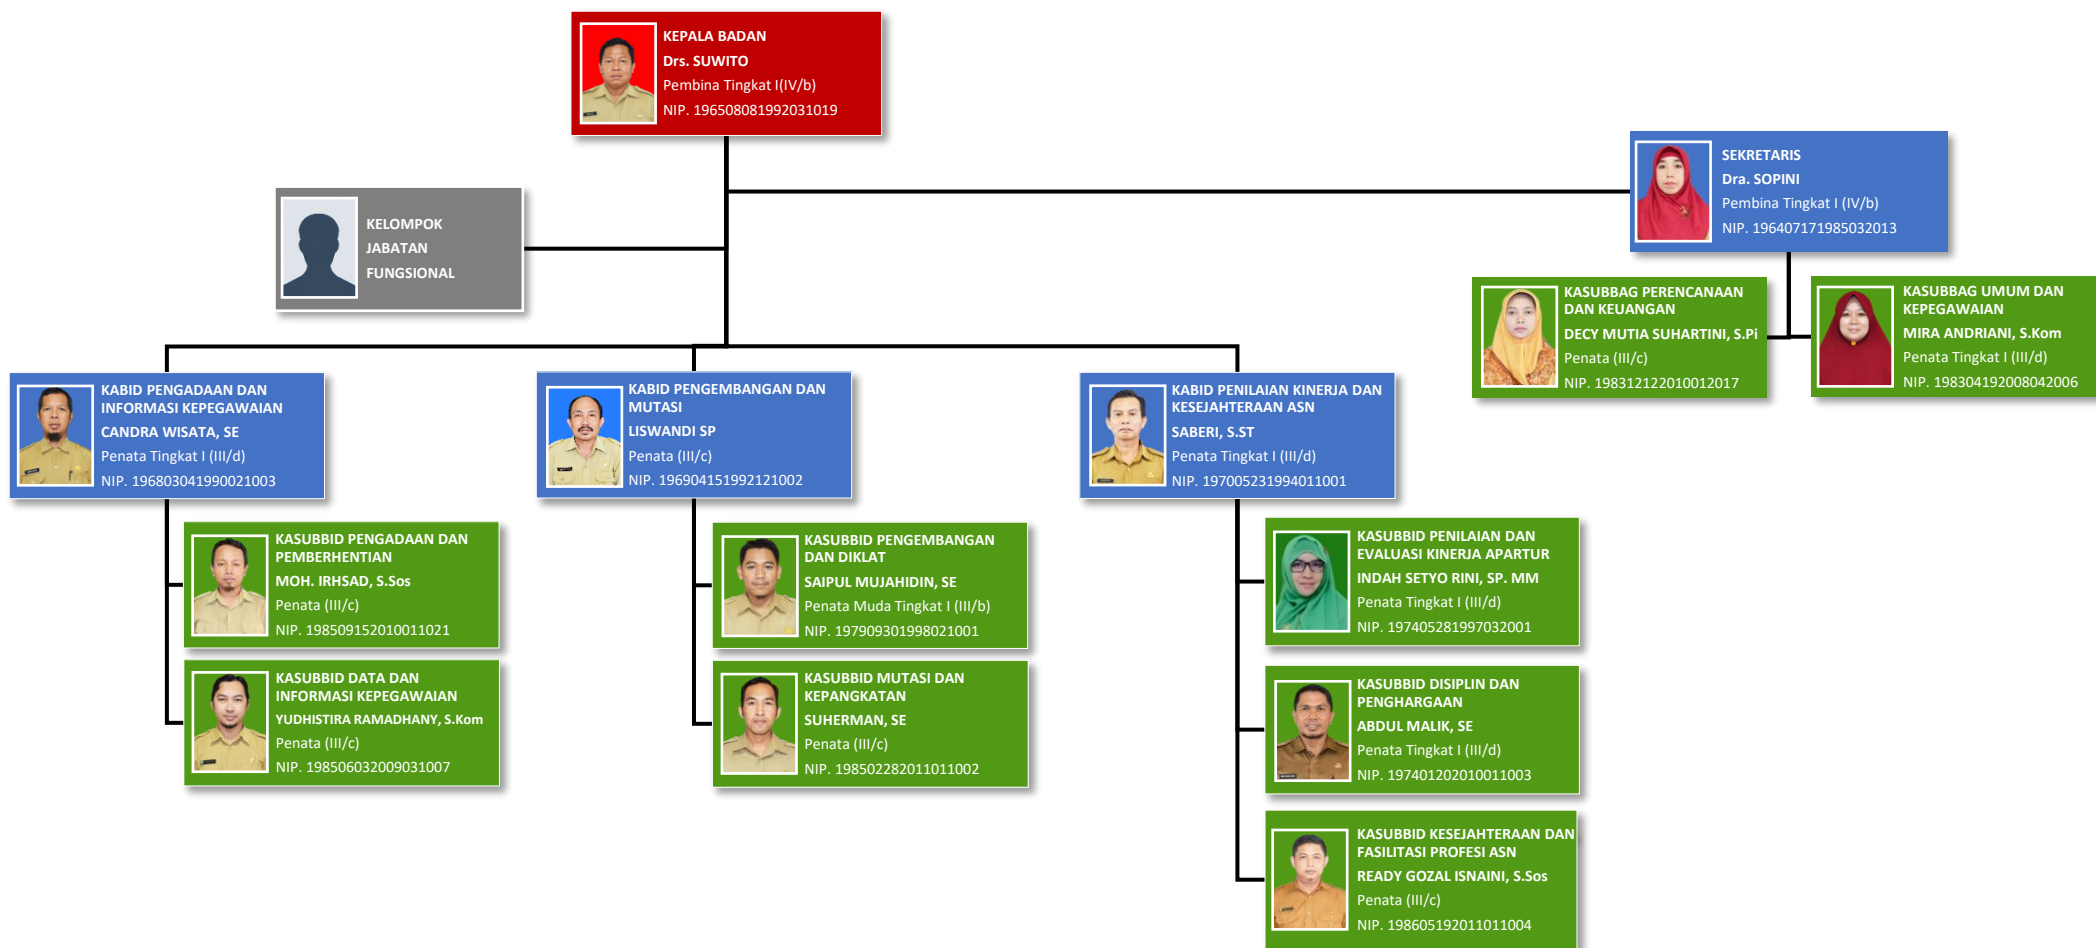 KEPALA BADAN
Drs. SUWITO
Pembina Tingkat I(IV/b)
NIP. 196508081992031019
SEKRETARIS
Dra. SOPINI
Pembina Tingkat I (IV/b)
NIP. 196407171985032013
KELOMPOK
JABATAN
FUNGSIONAL
KASUBBAG PERENCANAAN
DAN KEUANGAN
DECY MUTIA SUHARTINI, S.Pi
Penata (III/c)
NIP. 198312122010012017
KASUBBAG UMUM DAN
KEPEGAWAIAN
MIRA ANDRIANI, S.Kom
Penata Tingkat I (III/d)
NIP. 198304192008042006
KABID PENGADAAN DAN
INFORMASI KEPEGAWAIAN
CANDRA WISATA, SE
Penata Tingkat I (III/d)
NIP. 196803041990021003
KABID PENGEMBANGAN DAN
MUTASI
LISWANDI SP
Penata (III/c)
NIP. 196904151992121002
KABID PENILAIAN KINERJA DAN
KESEJAHTERAAN ASN
SABERI, S.ST
Penata Tingkat I (III/d)
NIP. 197005231994011001
KASUBBID PENGADAAN DAN
PEMBERHENTIAN
MOH. IRHSAD, S.Sos
Penata (III/c)
NIP. 198509152010011021
KASUBBID PENGEMBANGAN
DAN DIKLAT
SAIPUL MUJAHIDIN, SE
Penata Muda Tingkat I (III/b)
NIP. 197909301998021001
KASUBBID PENILAIAN DAN
EVALUASI KINERJA APARTUR
INDAH SETYO RINI, SP. MM
Penata Tingkat I (III/d)
NIP. 197405281997032001
KASUBBID DATA DAN
INFORMASI KEPEGAWAIAN
YUDHISTIRA RAMADHANY, S.Kom
Penata (III/c)
NIP. 198506032009031007
KASUBBID MUTASI DAN
KEPANGKATAN
SUHERMAN, SE
Penata (III/c)
NIP. 198502282011011002
KASUBBID DISIPLIN DAN
PENGHARGAAN
ABDUL MALIK, SE
Penata Tingkat I (III/d)
NIP. 197401202010011003
KASUBBID KESEJAHTERAAN DAN
FASILITASI PROFESI ASN
READY GOZAL ISNAINI, S.Sos
Penata (III/c)
NIP. 198605192011011004